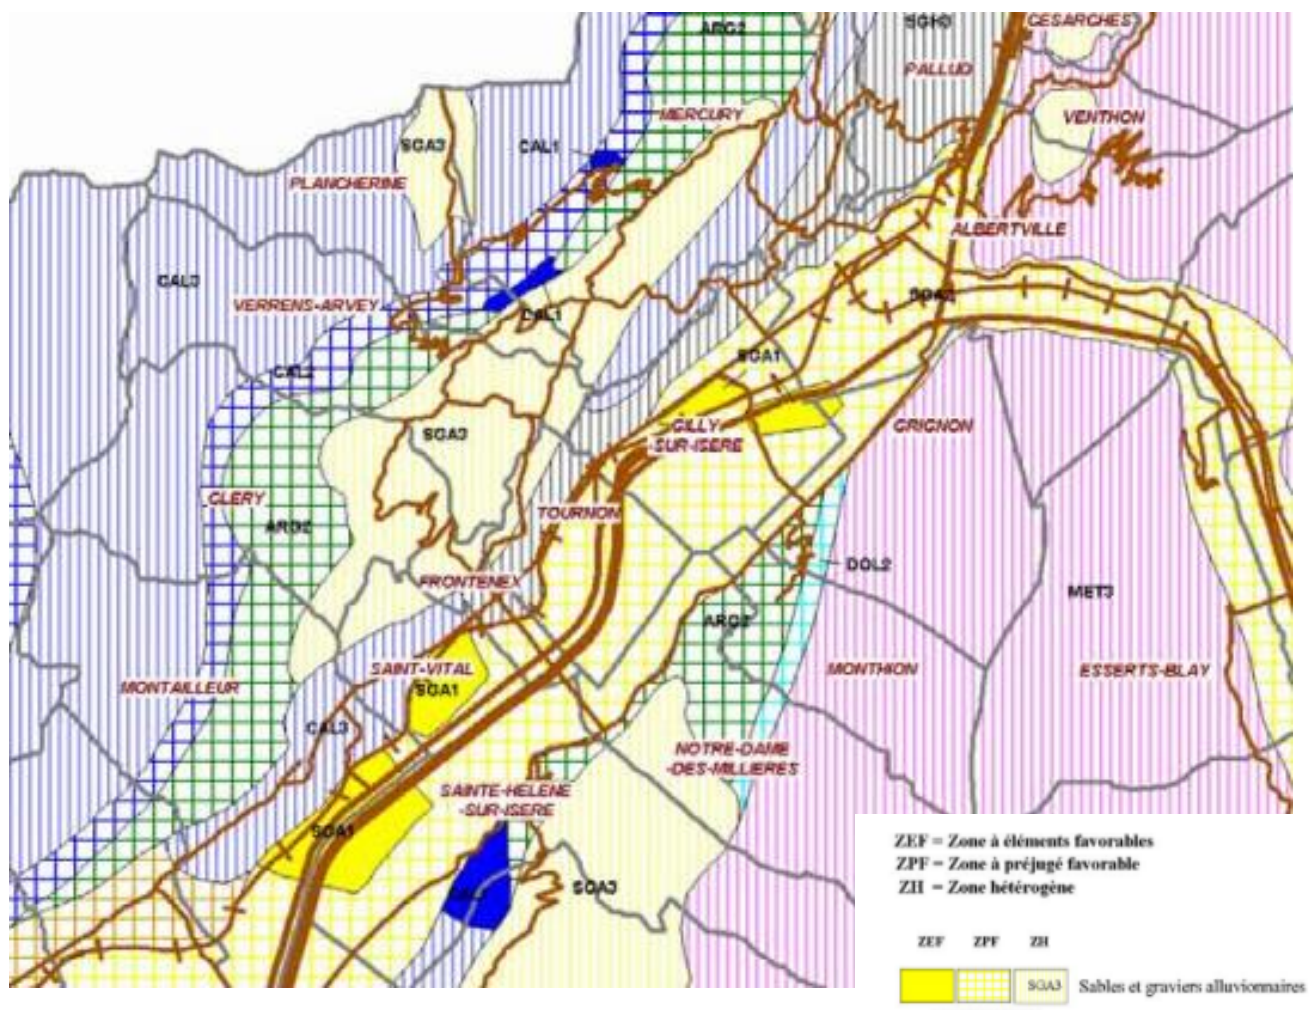 ARG2
SGH3
CESARCHES
PALLUD
MERCURY
VENTHON
SGA3
CAL1
PLANCHERINE
ALBERTVILLE
CAL3
SGA2
VERRENS-ARVEY
CAL1
SGA1
CAL2
GILLY
-SUR-ISERE
GRIGNON
SGA3
CLERY
ARG2
TOURNON
DOL2
FRONTENEX
MET3
ARG2
SAINT-VITAL
SGA1
MONTHION
ESSERTS-BLAY
MONTAILLEUR
CAL3
NOTRE-DAME
-DES-MILLIERES
SAINTE-HELENE
-SUR-ISERE
SGA1
SGA3
ZEF = Zone à éléments favorables
ZPF = Zone à préjugé favorable
ZH = Zone hétérogène
ZEF ZPF ZH
SGA3 Sables et graviers alluvionnaires